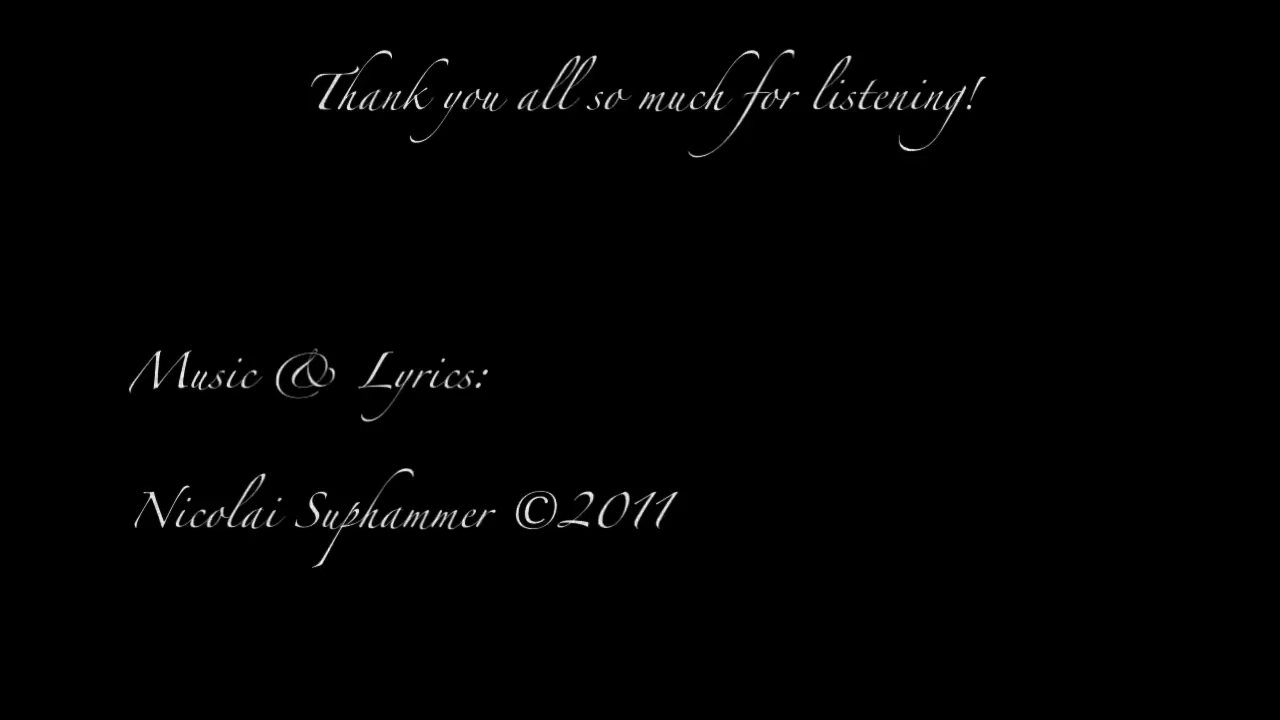 Thank you all so much for listening!
Music & Lyrics:
Nicolai Suphammer ©2011